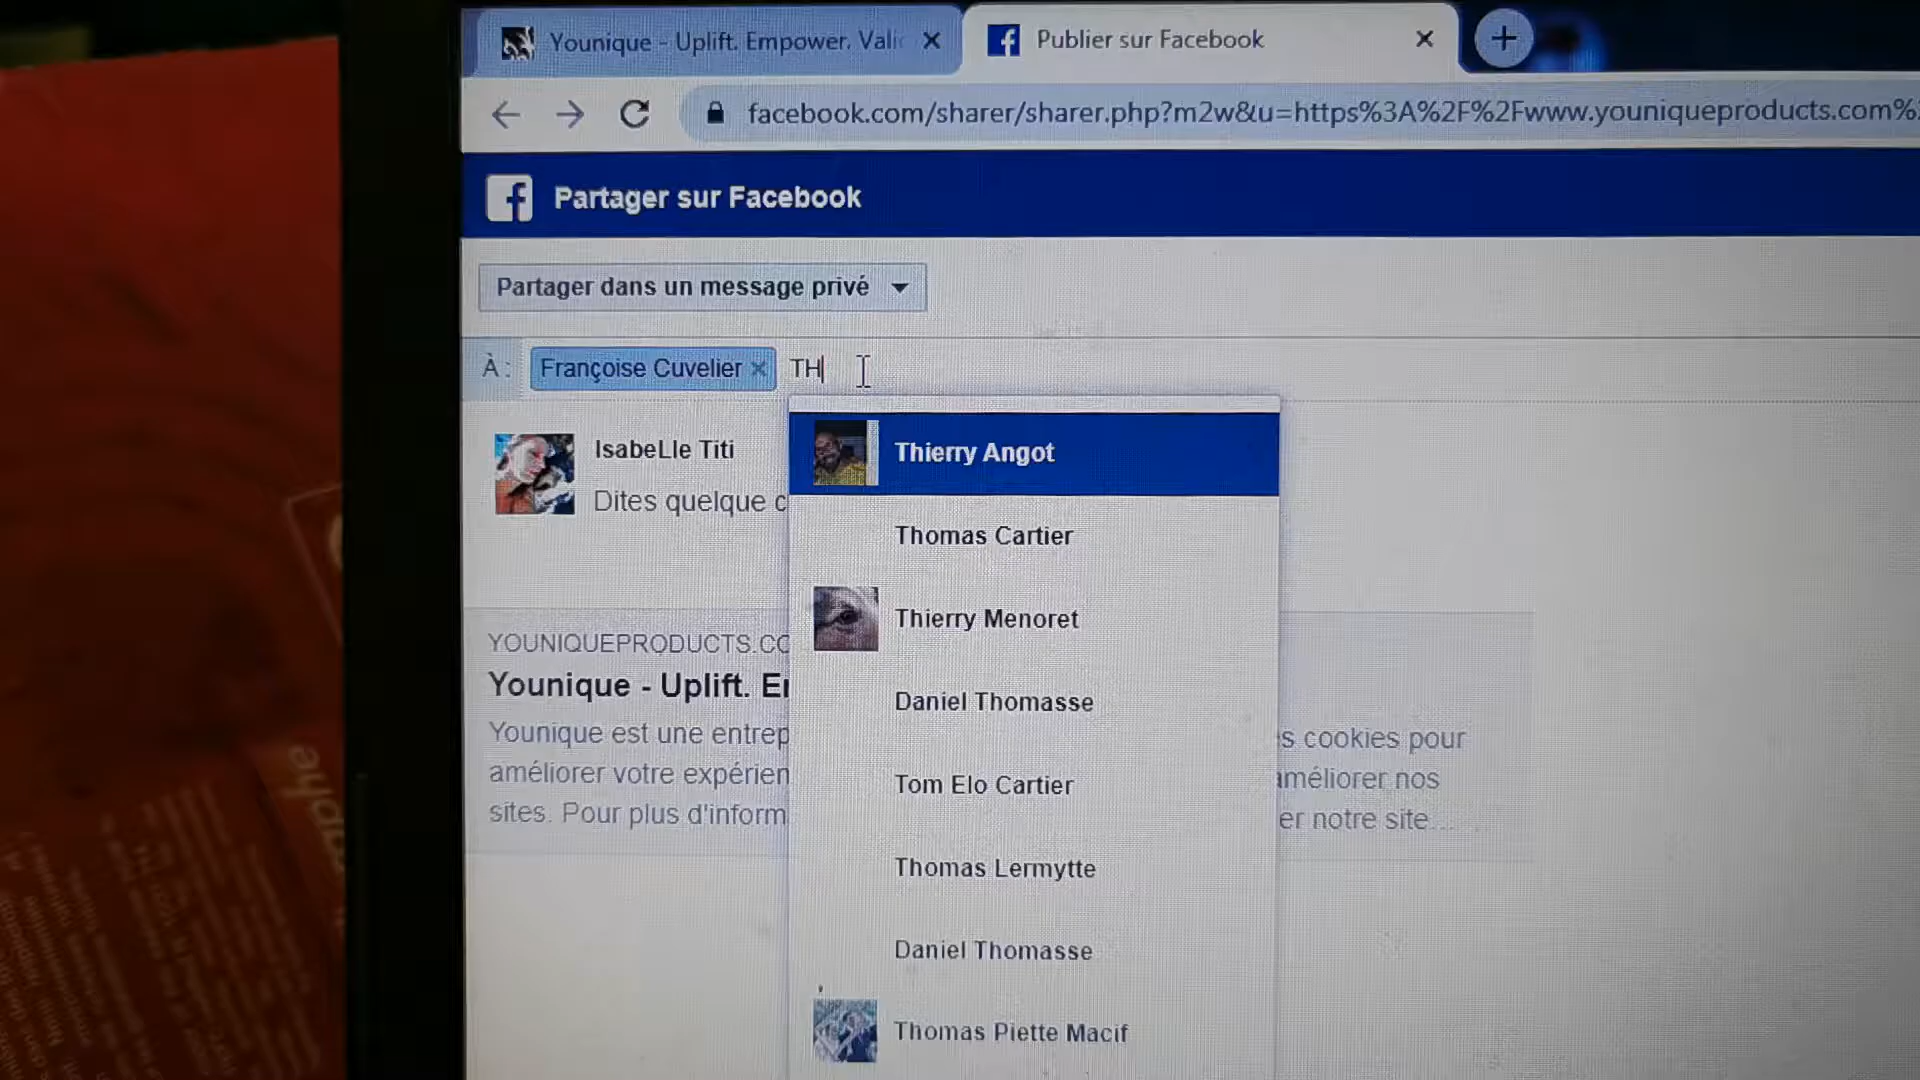 Younique - Uplift. Empower. Valid
Publier sur Facebook
facebook.com/sharer/sharer.php?m2w&u=https%3A%2F%2Fwww.youniqueproducts.com%
Partager sur Facebook
Partager dans un message privé
À :
Françoise Cuvelier
TH
IsabeLle Titi
Dites quelque c
Thierry Angot
Thomas Cartier
Thierry Menoret
Daniel Thomasse
Tom Elo Cartier
Thomas Lermytte
Daniel Thomasse
Thomas Piette Macif
YOUNIQUEPRODUCTS.CO
Younique - Uplift. E
Younique est une entrep
s cookies pour
améliorer votre expérien
améliorer nos
sites. Pour plus d'inform
er notre site...